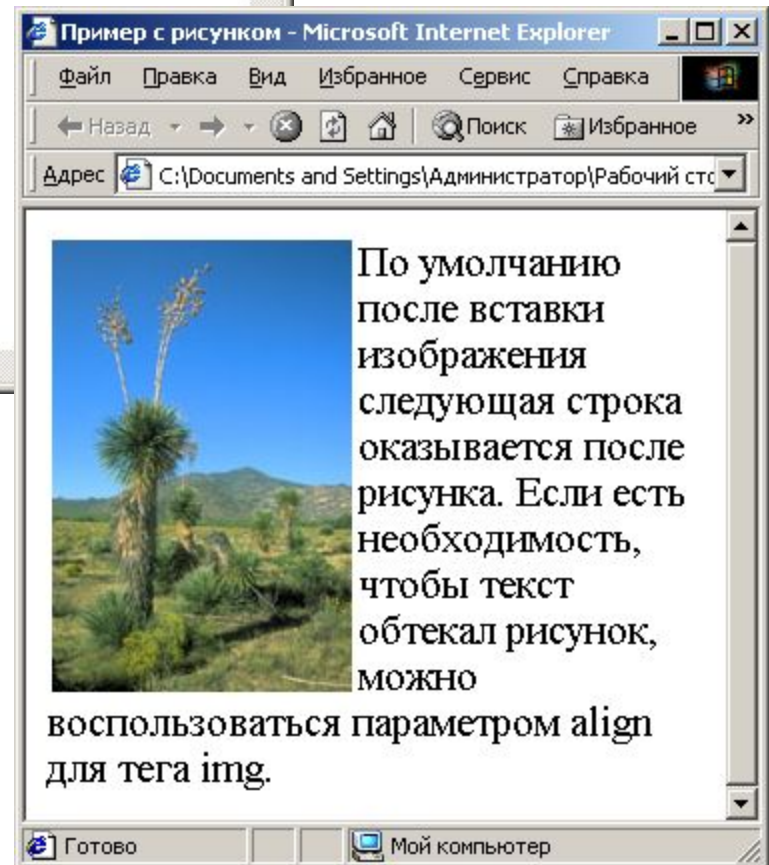 Пример с рисунком - Microsoft Internet Explorer
Файл Правка Вид Избранное Сервис Справка
Назад Поиск Избранное »
Адрес C:\Documents and Settings\Администратор\Рабочий сто
По умолчанию
после вставки
изображения
следующая строка
оказывается после
рисунка. Если есть
необходимость,
чтобы текст
обтекал рисунок,
можно
воспользоваться параметром align
для тега img.
Готово Мой компьютер